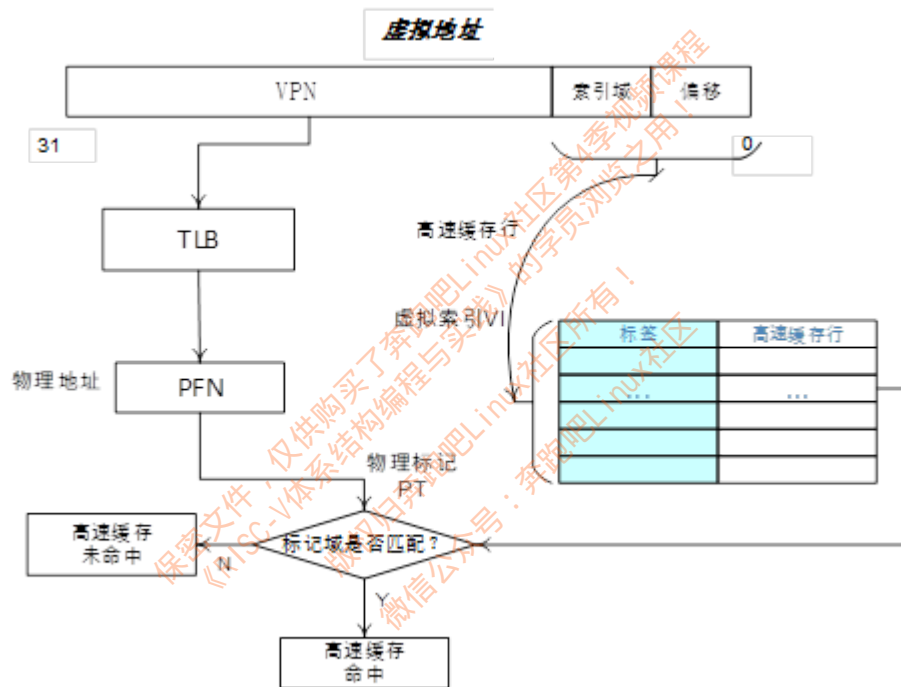 虚拟地址
VPN
索引域
偏移
31
0
TLB
高速缓存行
虚拟索引VI
标签
高速缓存行
...
...
物理地址
PFN
物理标记
PT
高速缓存
未命中
N
标记域是否匹配？
Y
高速缓存
命中
保密文件，仅供购买了奔跑吧Linux社区第4季视频课程
《RISC-V体系结构编程与实践》的学员浏览之用！
版权归奔跑吧Linux社区所有！
微信公众号：奔跑吧Linux社区